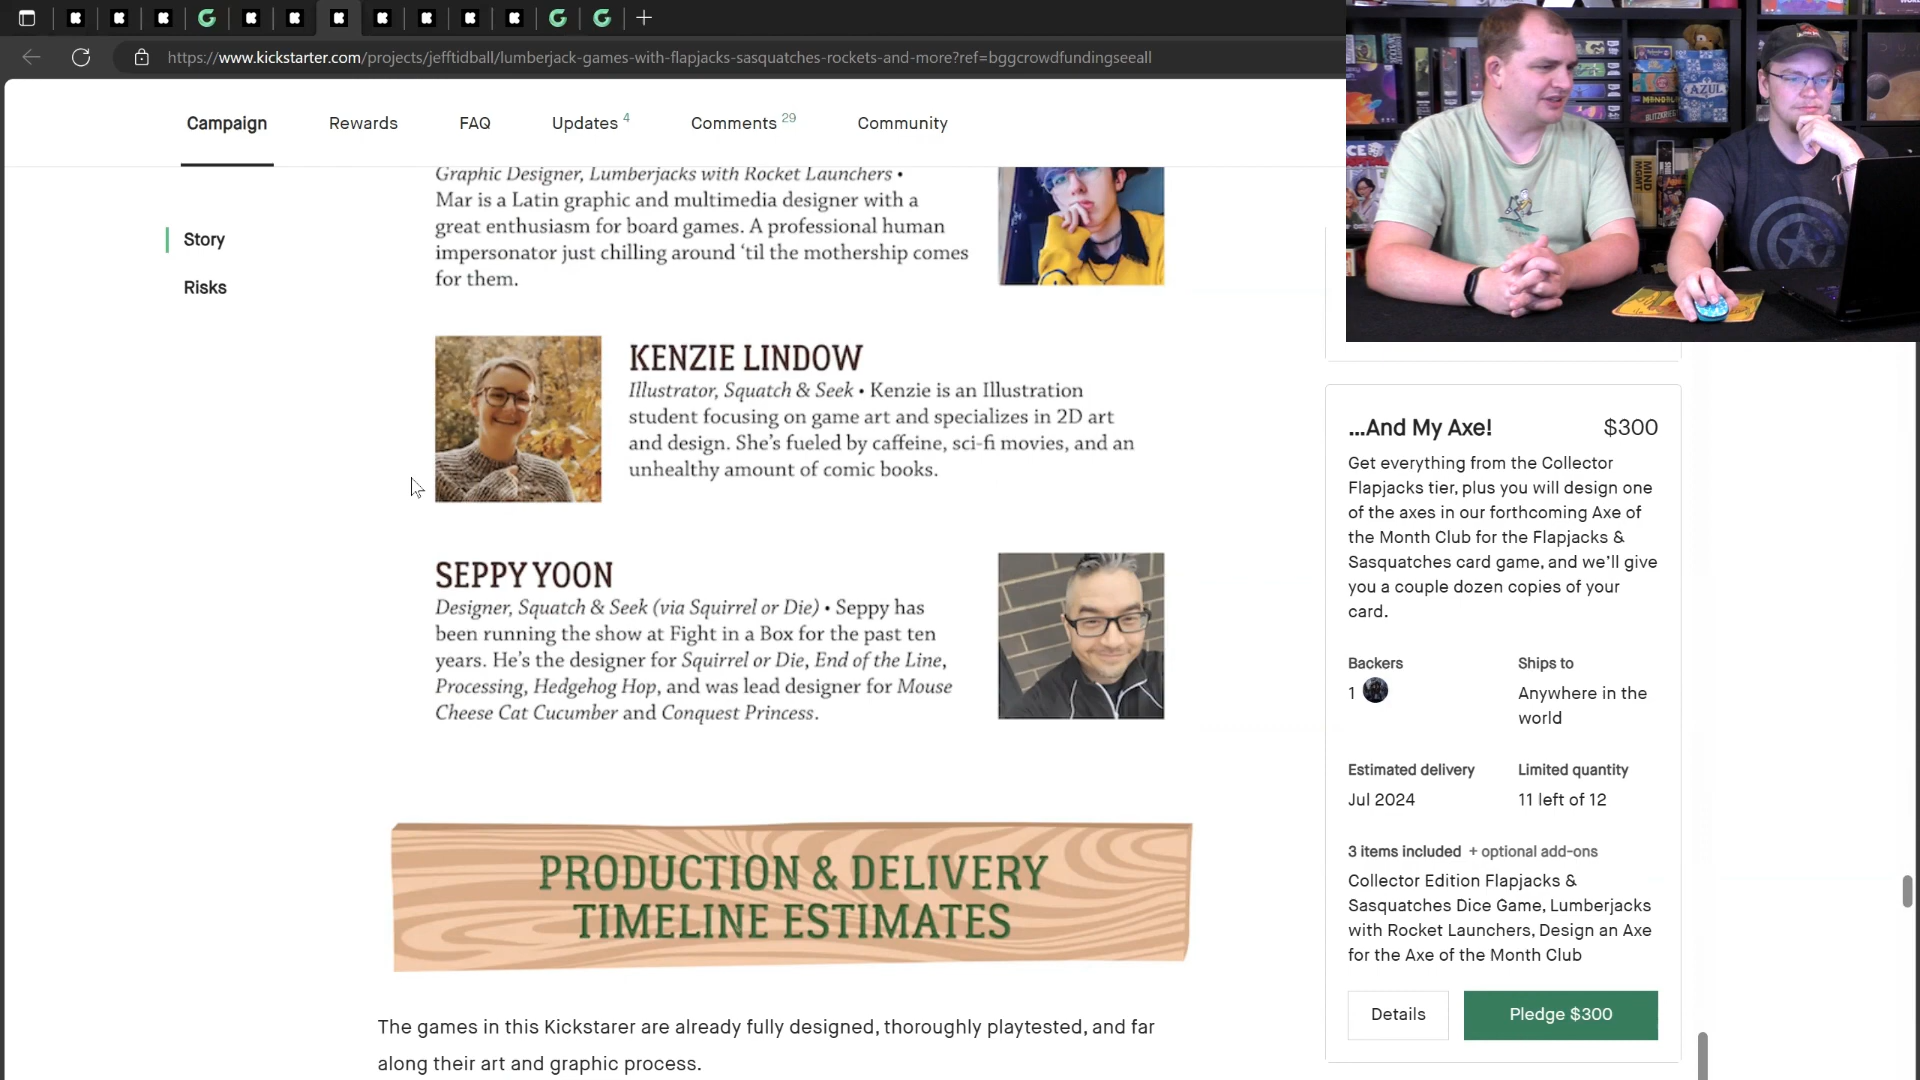 https://www.kickstarter.com/projects/jefftidball/lumberjack-games-with-flapjacks-sasquatches-rockets-and-more?ref=bggcrowdfundingseeall
Campaign
Rewards
FAQ
Updates 4
Comments 29
Community
Story
Risks
Graphic Designer, Lumberjacks with Rocket Launchers •
Mar is a Latin graphic and multimedia designer with a
great enthusiasm for board games. A professional human
impersonator just chilling around ‘til the mothership comes
for them.
KENZIE LINDOW
Illustrator, Squatch & Seek • Kenzie is an Illustration
student focusing on game art and specializes in 2D art
and design. She’s fueled by caffeine, sci-fi movies, and an
unhealthy amount of comic books.
SEPPY YOON
Designer, Squatch & Seek (via Squirrel or Die) • Seppy has
been running the show at Fight in a Box for the past ten
years. He’s the designer for Squirrel or Die, End of the Line,
Processing, Hedgehog Hop, and was lead designer for Mouse
Cheese Cat Cucumber and Conquest Princess.
PRODUCTION & DELIVERY
TIMELINE ESTIMATES
The games in this Kickstarer are already fully designed, thoroughly playtested, and far
along their art and graphic process.
...And My Axe!
$300
Get everything from the Collector
Flapjacks tier, plus you will design one
of the axes in our forthcoming Axe of
the Month Club for the Flapjacks &
Sasquatches card game, and we’ll give
you a couple dozen copies of your
card.
Backers
1
Ships to
Anywhere in the
world
Estimated delivery
Jul 2024
Limited quantity
11 left of 12
3 items included + optional add-ons
Collector Edition Flapjacks &
Sasquatches Dice Game, Lumberjacks
with Rocket Launchers, Design an Axe
for the Axe of the Month Club
Details
Pledge $300
AZUL
MIND
MGMT